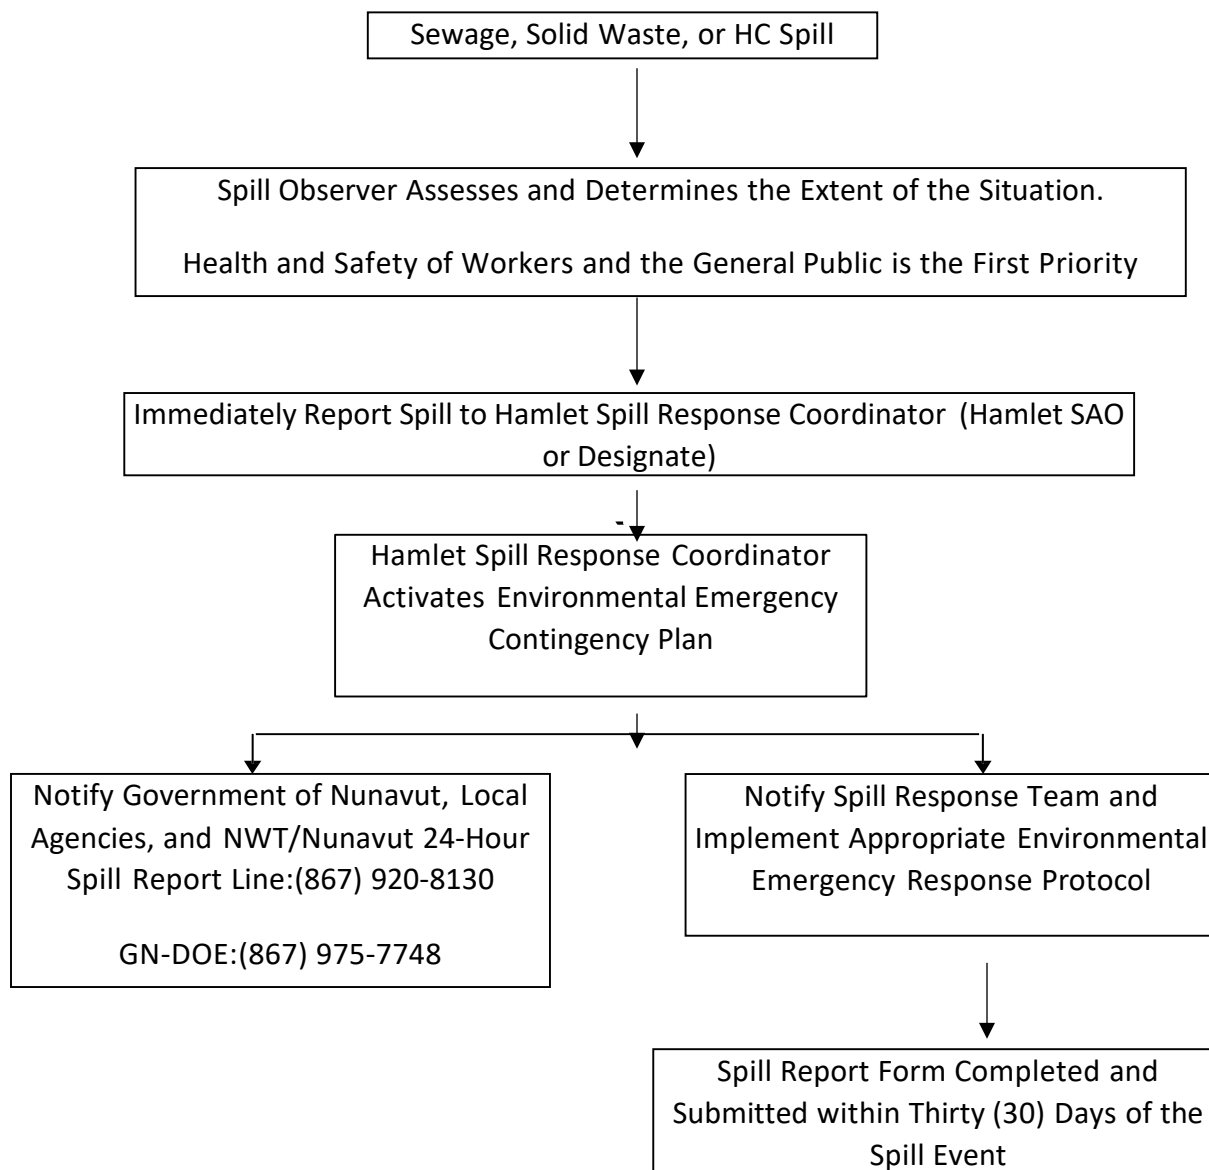 Sewage, Solid Waste, or HC Spill
Spill Observer Assesses and Determines the Extent of the Situation.
Health and Safety of Workers and the General Public is the First Priority
Immediately Report Spill to Hamlet Spill Response Coordinator (Hamlet SAO
or Designate)
Hamlet Spill Response Coordinator
Activates Environmental Emergency
Contingency Plan
Notify Government of Nunavut, Local
Agencies, and NWT/Nunavut 24-Hour
Spill Report Line:(867) 920-8130
GN-DOE:(867) 975-7748
Notify Spill Response Team and
Implement Appropriate Environmental
Emergency Response Protocol
Spill Report Form Completed and
Submitted within Thirty (30) Days of the
Spill Event